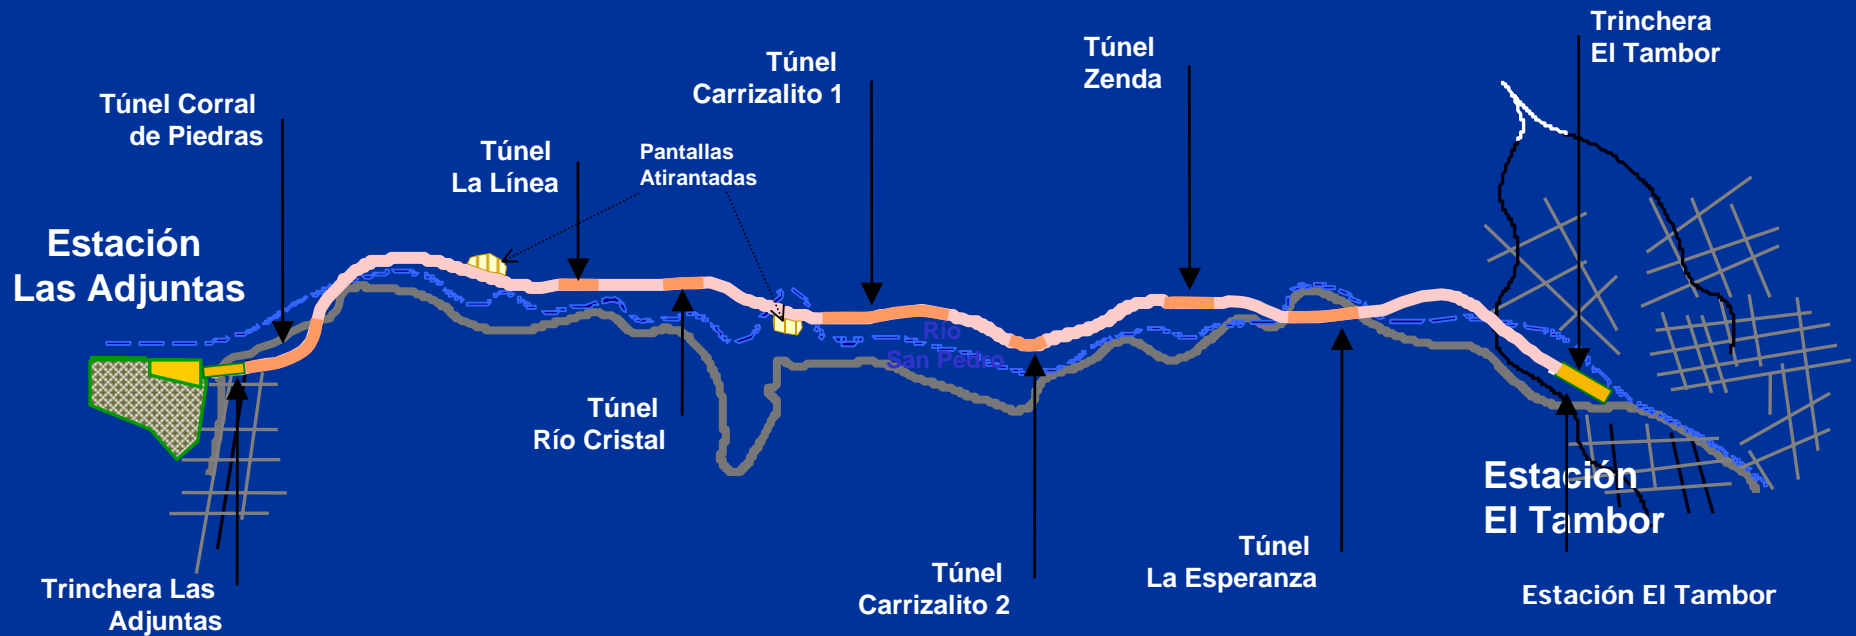 Trinchera
El Tambor
Túnel
Zenda
Túnel
Carrizalito 1
Túnel Corral
de Piedras
Túnel
La Línea
Pantallas
Atirantadas
Estación
Las Adjuntas
Río
San Pedro
Túnel
Río Cristal
Estación
El Tambor
Túnel
La Esperanza
Túnel
Carrizalito 2
Trinchera Las
Adjuntas
Estación El Tambor